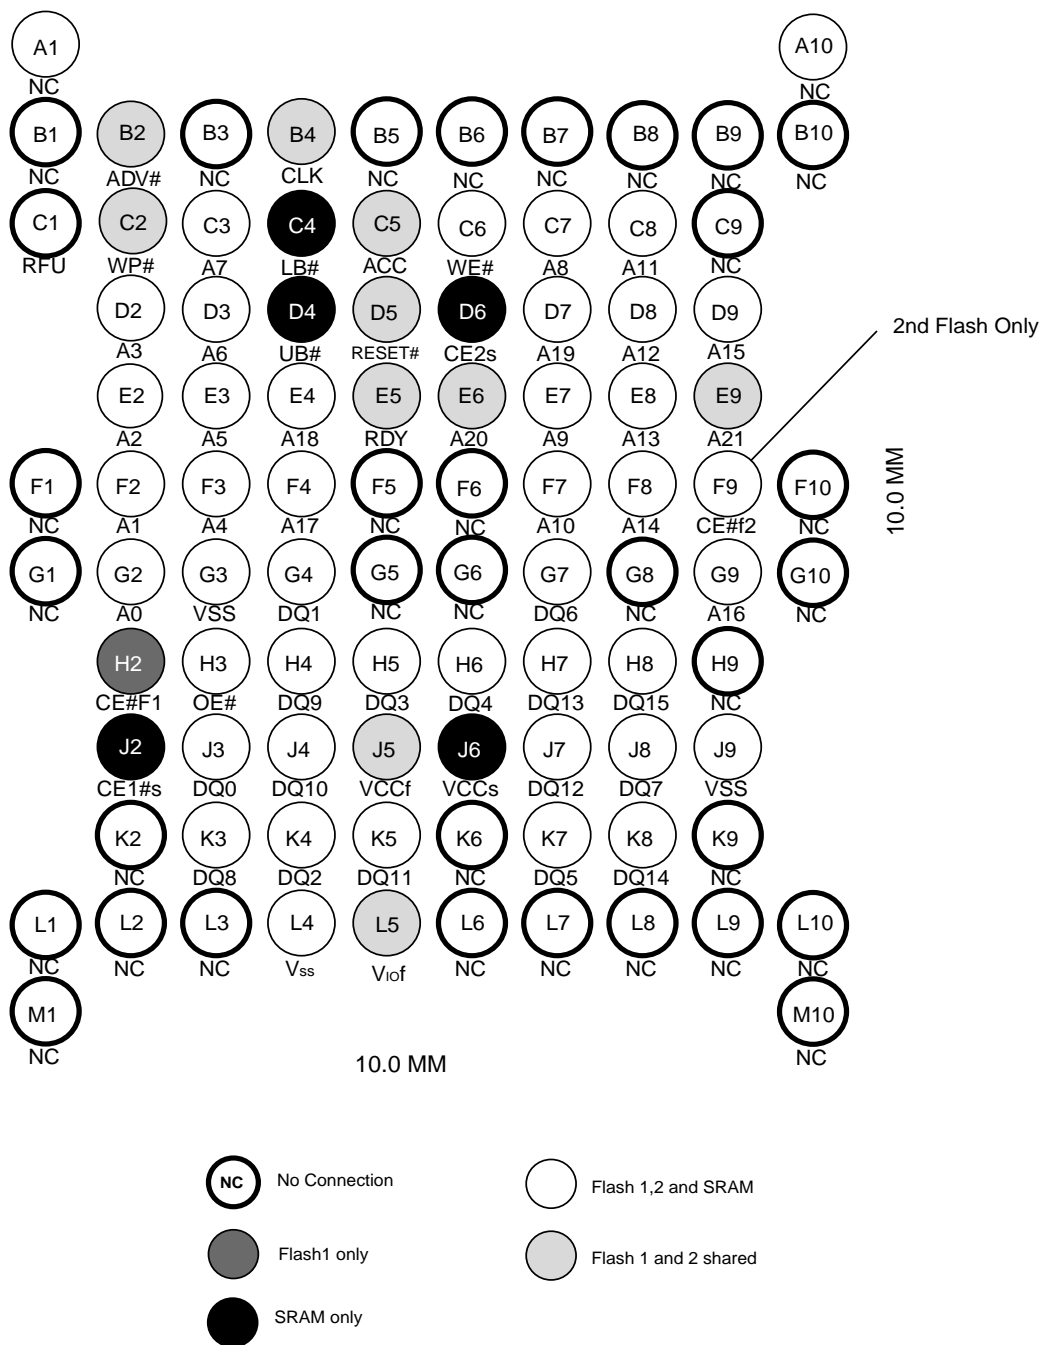 A1 A10
NC NC
B1 B2 B3 B4 B5 B6 B7 B8 B9 B10
NC ADV# NC CLK NC NC NC NC NC NC
C1 C2 C3 C4 C5 C6 C7 C8 C9
RFU WP# A7 LB# ACC WE# A8 A11 NC
D2 D3 D4 D5 D6 D7 D8 D9
2nd Flash Only
A3 A6 UB# RESET# CE2s A19 A12 A15
E2 E3 E4 E5 E6 E7 E8 E9
A2 A5 A18 RDY A20 A9 A13 A21
F1 F2 F3 F4 F5 F6 F7 F8 F9 F10
10.0 MM
NC A1 A4 A17 NC NC A10 A14 CE#f2 NC
G1 G2 G3 G4 G5 G6 G7 G8 G9 G10
NC A0 VSS DQ1 NC NC DQ6 NC A16 NC
H2 H3 H4 H5 H6 H7 H8 H9
CE#F1 OE# DQ9 DQ3 DQ4 DQ13 DQ15 NC
J2 J3 J4 J5 J6 J7 J8 J9
CE1#s DQ0 DQ10 VCCf VCCs DQ12 DQ7 VSS
K2 K3 K4 K5 K6 K7 K8 K9
NC DQ8 DQ2 DQ11 NC DQ5 DQ14 NC
L1 L2 L3 L4 L5 L6 L7 L8 L9 L10
NC NC NC Vss VIOf NC NC NC NC NC
M1 M10
NC NC
10.0 MM
NC No Connection
Flash 1,2 and SRAM
Flash1 only
Flash 1 and 2 shared
SRAM only